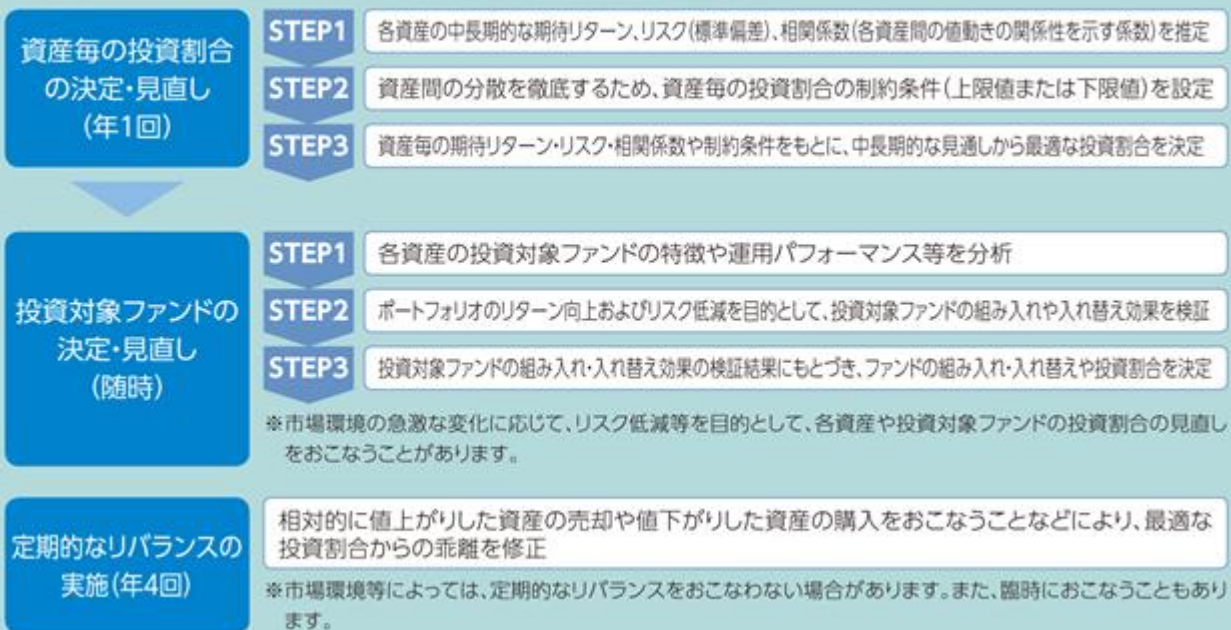 資産毎の投資割合
の決定・見直し
(年1回)
STEP1
各資産の中長期的な期待リターン、リスク(標準偏差)、相関係数(各資産間の値動きの関係性を示す係数)を推定
STEP2
資産間の分散を徹底するため、資産毎の投資割合の制約条件(上限値または下限値)を設定
STEP3
資産毎の期待リターン・リスク・相関係数や制約条件をもとに、中長期的な見通しから最適な投資割合を決定
投資対象ファンドの
決定・見直し
(随時)
STEP1
各資産の投資対象ファンドの特徴や運用パフォーマンス等を分析
STEP2
ポートフォリオのリターン向上およびリスク低減を目的として、投資対象ファンドの組み入れや入れ替え効果を検証
STEP3
投資対象ファンドの組み入れ・入れ替え効果の検証結果にもとづき、ファンドの組み入れ・入れ替えや投資割合を決定
※市場環境の急激な変化に応じて、リスク低減等を目的として、各資産や投資対象ファンドの投資割合の見直し
をおこなうことがあります。
定期的なリバランスの
実施(年4回)
相対的に値上がりした資産の売却や値下がりした資産の購入をおこなうことなどにより、最適な
投資割合からの乖離を修正
※市場環境等によっては、定期的なリバランスをおこなわない場合があります。また、臨時におこなうこともあり
ます。